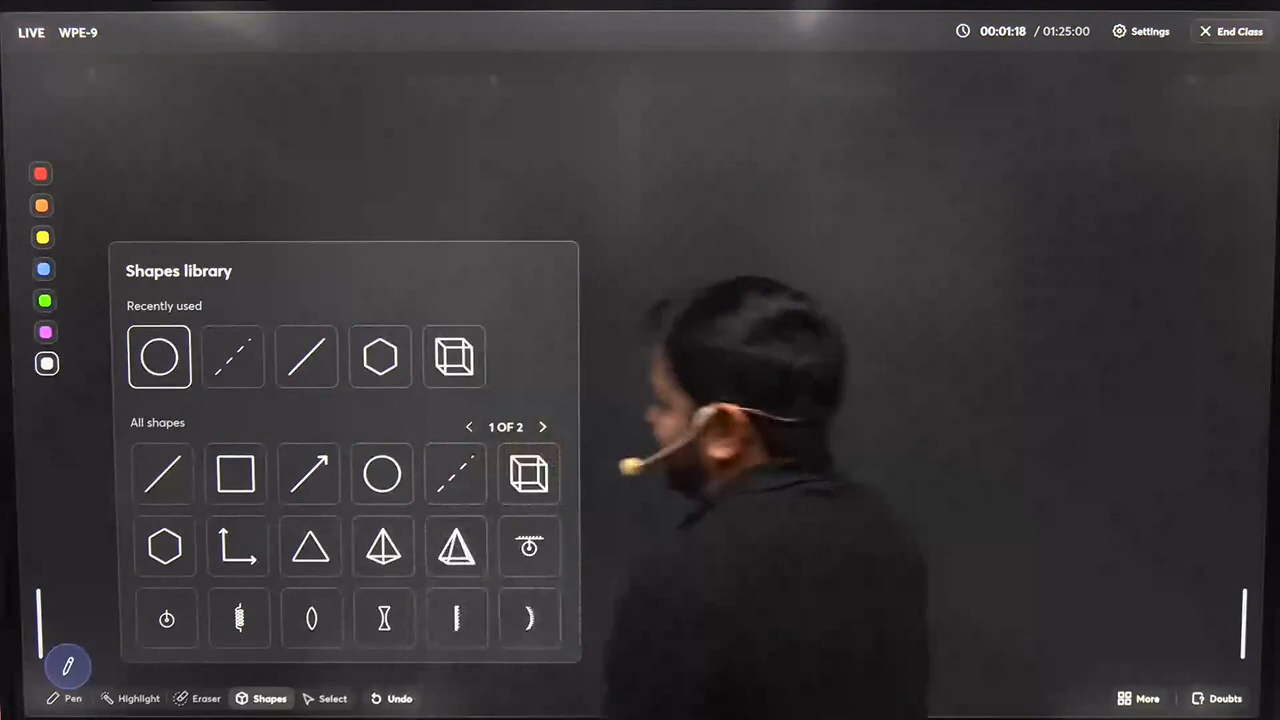 LIVE WPE-9
00:01:18 / 01:25:00 Settings End Class
Shapes library
Recently used
All shapes
1 OF 2
Pen Highlight Eraser Shapes Select Undo
More Doubts